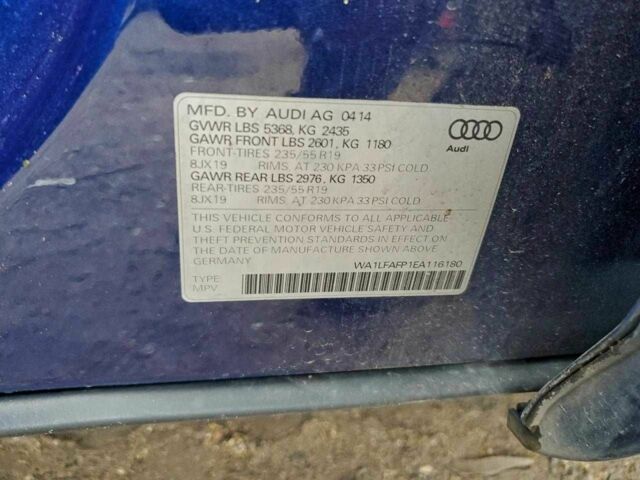 MFD. BY AUDI AG 04 14
GVWR LBS 5368, KG 2435
GAWR FRONT LBS 2601, KG 1180
FRONT-TIRES 235/55 R19
8JX19 RIMS, AT 230 KPA 33 PSI COLD
GAWR REAR LBS 2976, KG 1350
REAR-TIRES 235/55 R19
8JX19 RIMS, AT 230 KPA 33 PSI COLD
Audi
THIS VEHICLE CONFORMS TO ALL APPLICABLE
U.S. FEDERAL MOTOR VEHICLE SAFETY AND
THEFT PREVENTION STANDARDS IN EFFECT ON
THE DATE OF MANUFACTURE SHOWN ABOVE
GERMANY
WA1LFAFP1EA116180
TYPE:
MPV